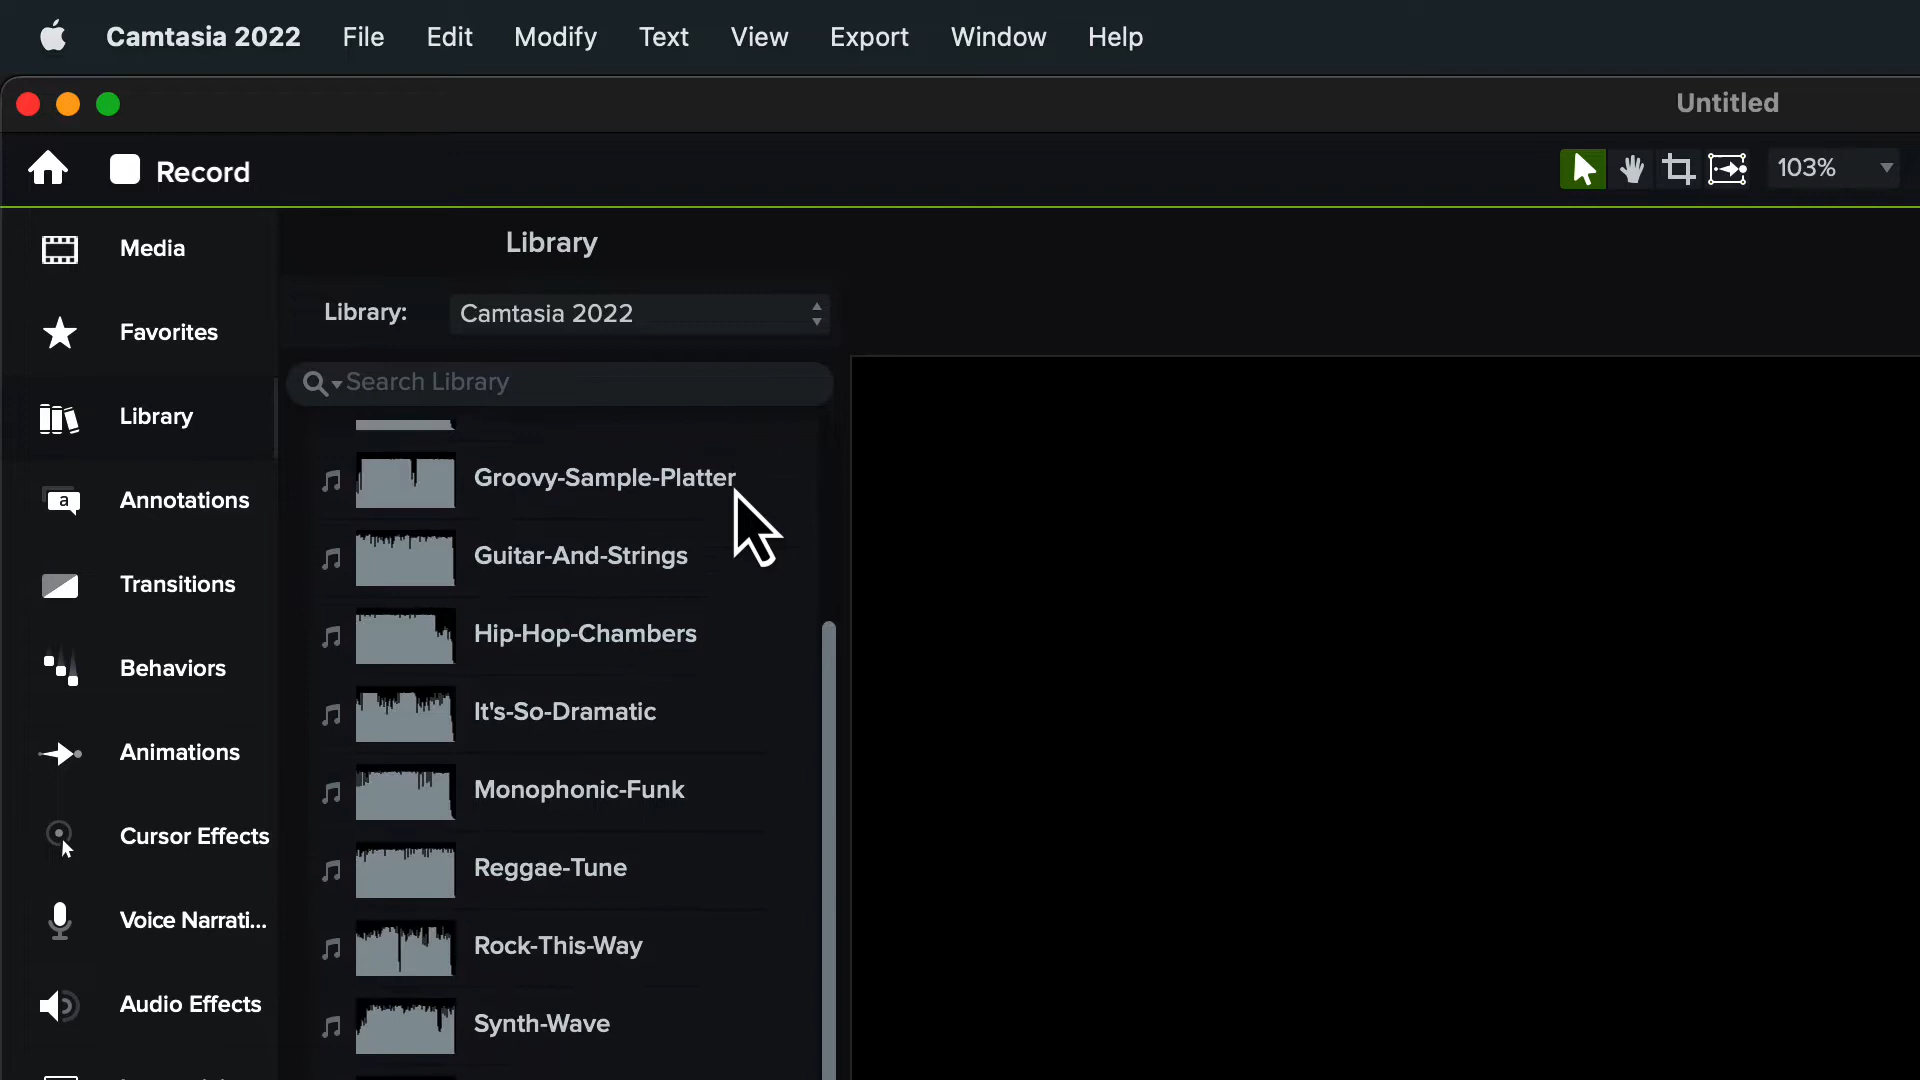 Camtasia 2022 File Edit Modify Text View Export Window Help
Untitled
Record
103%
Media
Favorites
Library
Annotations
Transitions
Behaviors
Animations
Cursor Effects
Voice Narrati...
Audio Effects
Library
Library: Camtasia 2022
Search Library
Groovy-Sample-Platter
Guitar-And-Strings
Hip-Hop-Chambers
It's-So-Dramatic
Monophonic-Funk
Reggae-Tune
Rock-This-Way
Synth-Wave